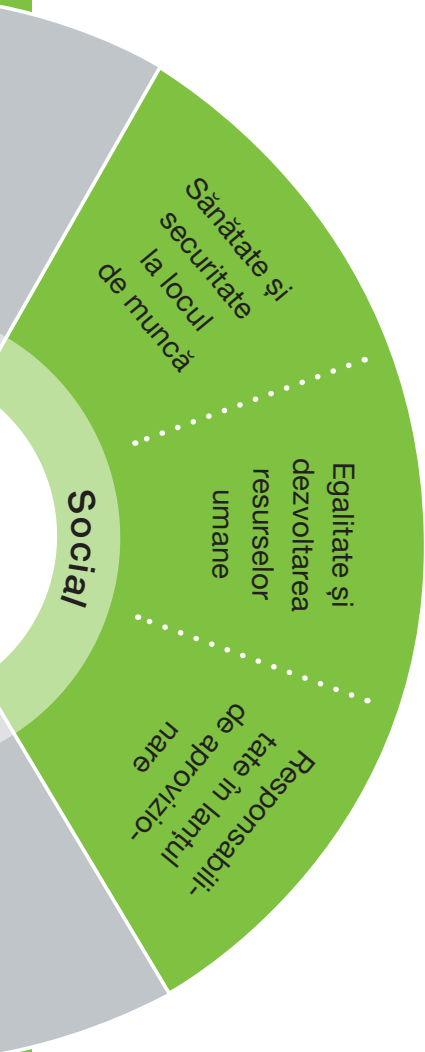 Sănătate și
securitate
la locul
de muncă
Egalitate și
dezvoltarea
resurselor
umane
Responsabili-
tate în lanțul
de aprovizio-
nare
Social